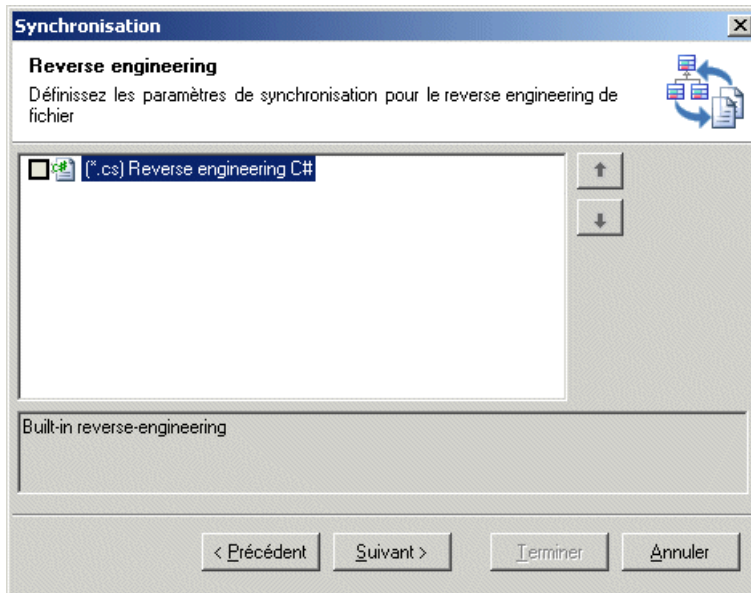 Synchronisation
Reverse engineering
Définissez les paramètres de synchronisation pour le reverse engineering de
fichier
(*.cs) Reverse engineering C#
Built-in reverse-engineering
< Précédent
Suivant >
Terminer
Annuler